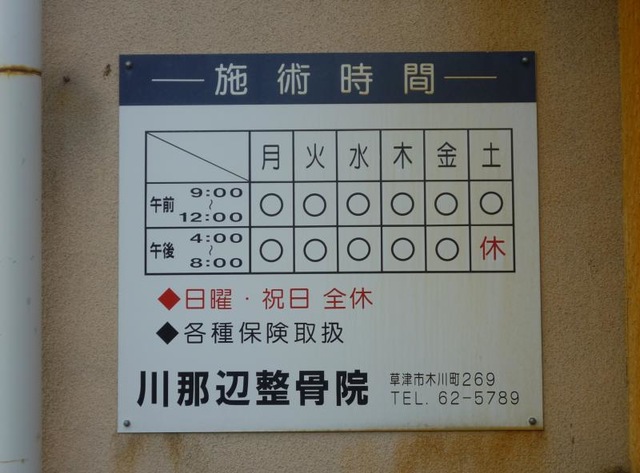 施術時間
月 火 水 木 金 土
午前 9:00~12:00 ○ ○ ○ ○ ○ ○
午後 4:00~8:00 ○ ○ ○ ○ ○ 休
◆日曜・祝日 全休
◆各種保険取扱
川那辺整骨院
草津市木川町269
TEL. 62-5789